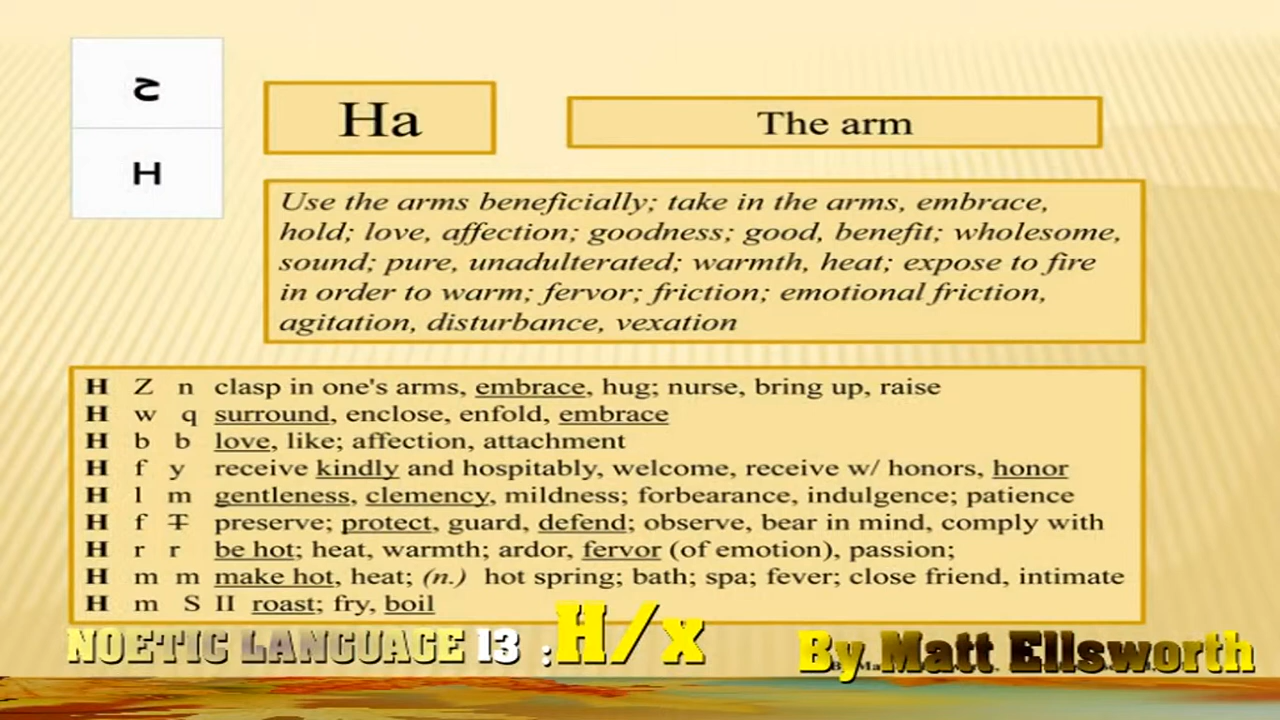 ح
H
Ha
The arm
Use the arms beneficially; take in the arms, embrace,
hold; love, affection; goodness; good, benefit; wholesome,
sound; pure, unadulterated; warmth, heat; expose to fire
in order to warm; fervor; friction; emotional friction,
agitation, disturbance, vexation
H Z n clasp in one's arms, embrace, hug; nurse, bring up, raise
H w q surround, enclose, enfold, embrace
H b b love, like; affection, attachment
H f y receive kindly and hospitably, welcome, receive w/ honors, honor
H l m gentleness, clemency, mildness; forbearance, indulgence; patience
H f Ŧ preserve; protect, guard, defend; observe, bear in mind, comply with
H r r be hot; heat, warmth; ardor, fervor (of emotion), passion;
H m m make hot, heat; (n.) hot spring; bath; spa; fever; close friend, intimate
H m S II roast; fry, boil
NOETIC LANGUAGE 13 : H/x
By Matt Ellsworth